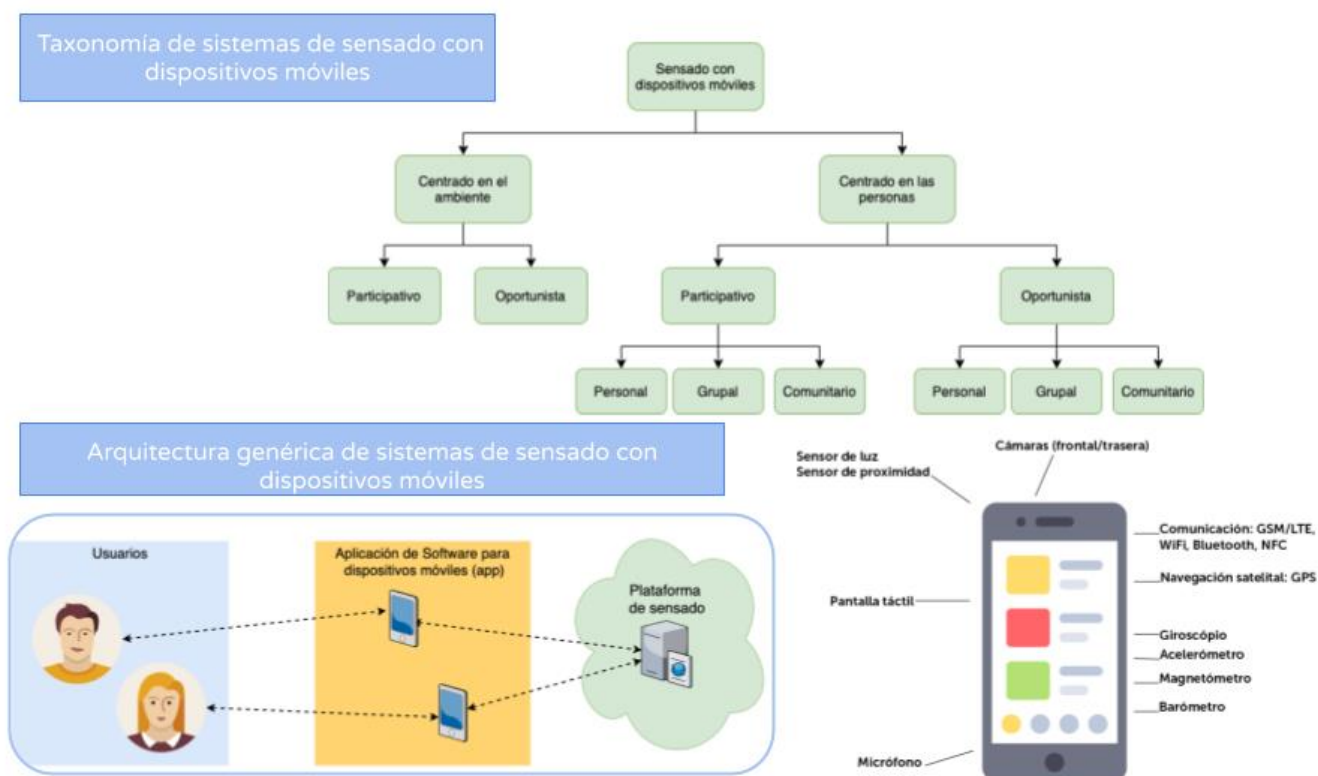 Taxonomía de sistemas de sensado con
dispositivos móviles
Sensado con
dispositivos móviles
Centrado en el
ambiente
Centrado en las
personas
Participativo
Oportunista
Participativo
Oportunista
Personal
Grupal
Comunitario
Personal
Grupal
Comunitario
Arquitectura genérica de sistemas de sensado con
dispositivos móviles
Usuarios
Aplicación de Software para
dispositivos móviles (app)
Plataforma
de sensado
Cámaras (frontal/trasera)
Sensor de luz
Sensor de proximidad
Comunicación: GSM/LTE,
WiFi, Bluetooth, NFC
Navegación satelital: GPS
Pantalla táctil
Giroscópio
Acelerómetro
Magnetómetro
Barómetro
Micrófono